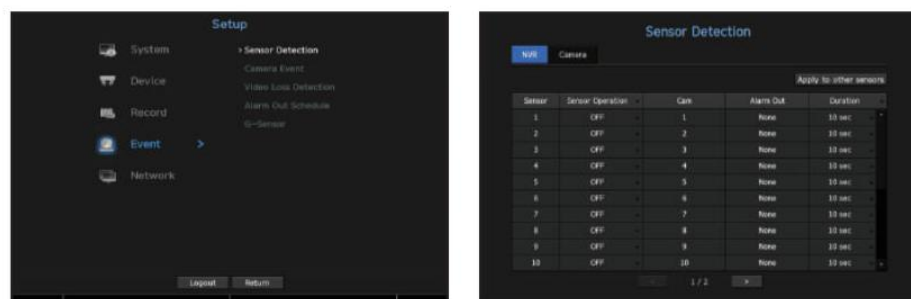 Setup
System
Device
Record
Event >
Network
› Sensor Detection
Camera Event
Video Loss Detection
Alarm Out Schedule
G-Sensor
Logout Return
Sensor Detection
NVR Camera
Apply to other sensors
Sensor Sensor Operation Cam Alarm Out Duration
1 OFF 1 None 10 sec
2 OFF 2 None 10 sec
3 OFF 3 None 10 sec
4 OFF 4 None 10 sec
5 OFF 5 None 10 sec
6 OFF 6 None 10 sec
7 OFF 7 None 10 sec
8 OFF 8 None 10 sec
9 OFF 9 None 10 sec
10 OFF 10 None 10 sec
< 1 / 2 >